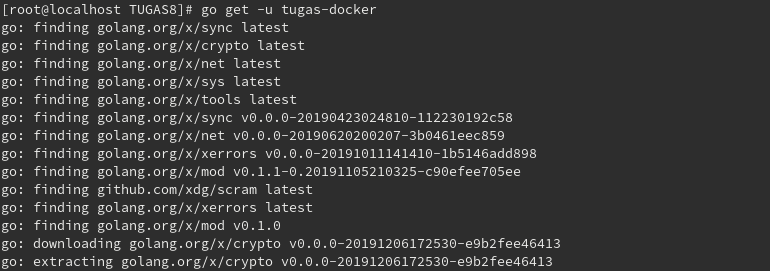 [root@localhost TUGAS8]# go get -u tugas-docker
go: finding golang.org/x/sync latest
go: finding golang.org/x/crypto latest
go: finding golang.org/x/net latest
go: finding golang.org/x/sys latest
go: finding golang.org/x/tools latest
go: finding golang.org/x/sync v0.0.0-20190423024810-112230192c58
go: finding golang.org/x/net v0.0.0-20190620200207-3b0461eec859
go: finding golang.org/x/xerrors v0.0.0-20191011141410-1b5146add898
go: finding golang.org/x/mod v0.1.1-0.20191105210325-c90efee705ee
go: finding github.com/xdg/scram latest
go: finding golang.org/x/xerrors latest
go: finding golang.org/x/mod v0.1.0
go: downloading golang.org/x/crypto v0.0.0-20191206172530-e9b2fee46413
go: extracting golang.org/x/crypto v0.0.0-20191206172530-e9b2fee46413